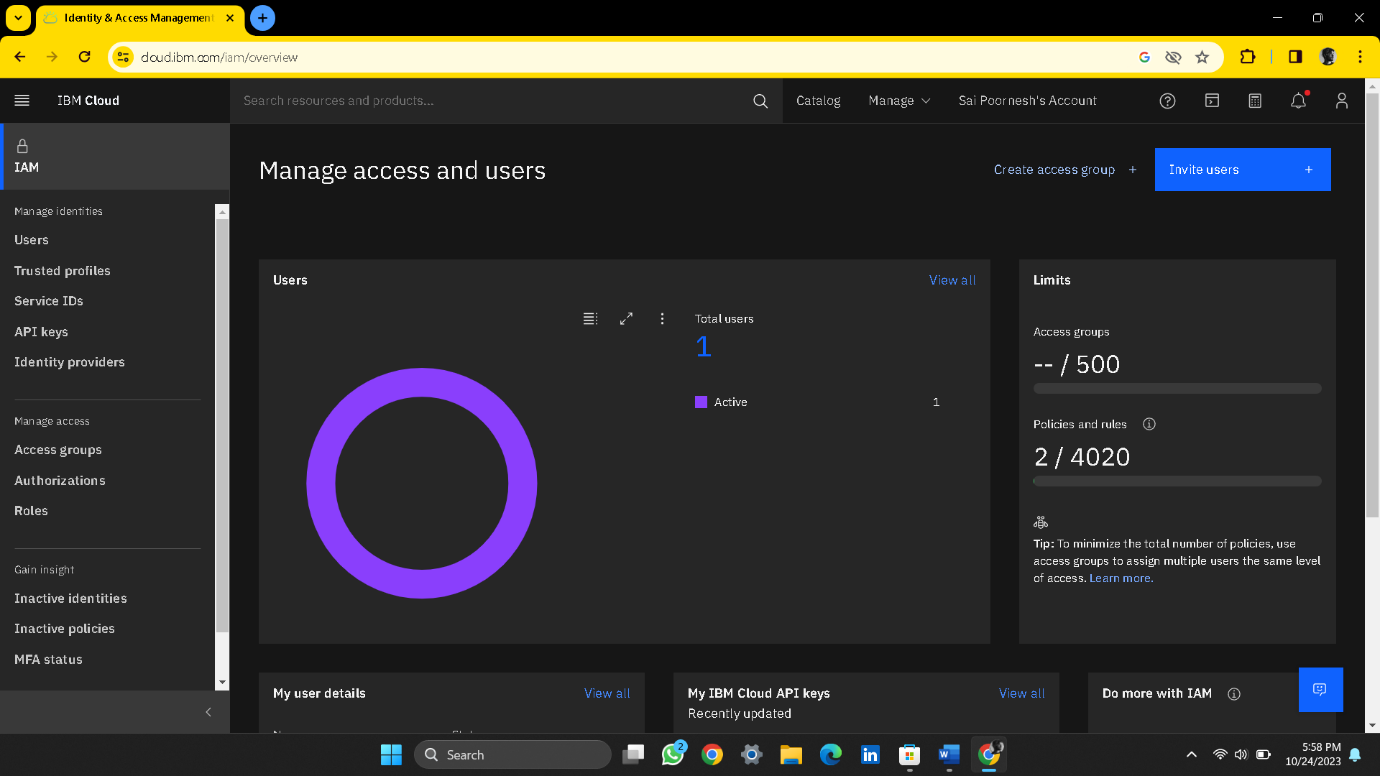 Identity & Access Management
cloud.ibm.com/iam/overview
IBM Cloud
Search resources and products...
Catalog
Manage
Sai Poornesh's Account
IAM
Manage identities
Users
Trusted profiles
Service IDs
API keys
Identity providers
Manage access
Access groups
Authorizations
Roles
Gain insight
Inactive identities
Inactive policies
MFA status
Manage access and users
Create access group +
Invite users +
Users
View all
Total users
1
Active 1
Limits
Access groups
-- / 500
Policies and rules
2 / 4020
Tip: To minimize the total number of policies, use
access groups to assign multiple users the same level
of access. Learn more.
My user details
View all
My IBM Cloud API keys
View all
Recently updated
Do more with IAM
Search
2
5:58 PM
10/24/2023